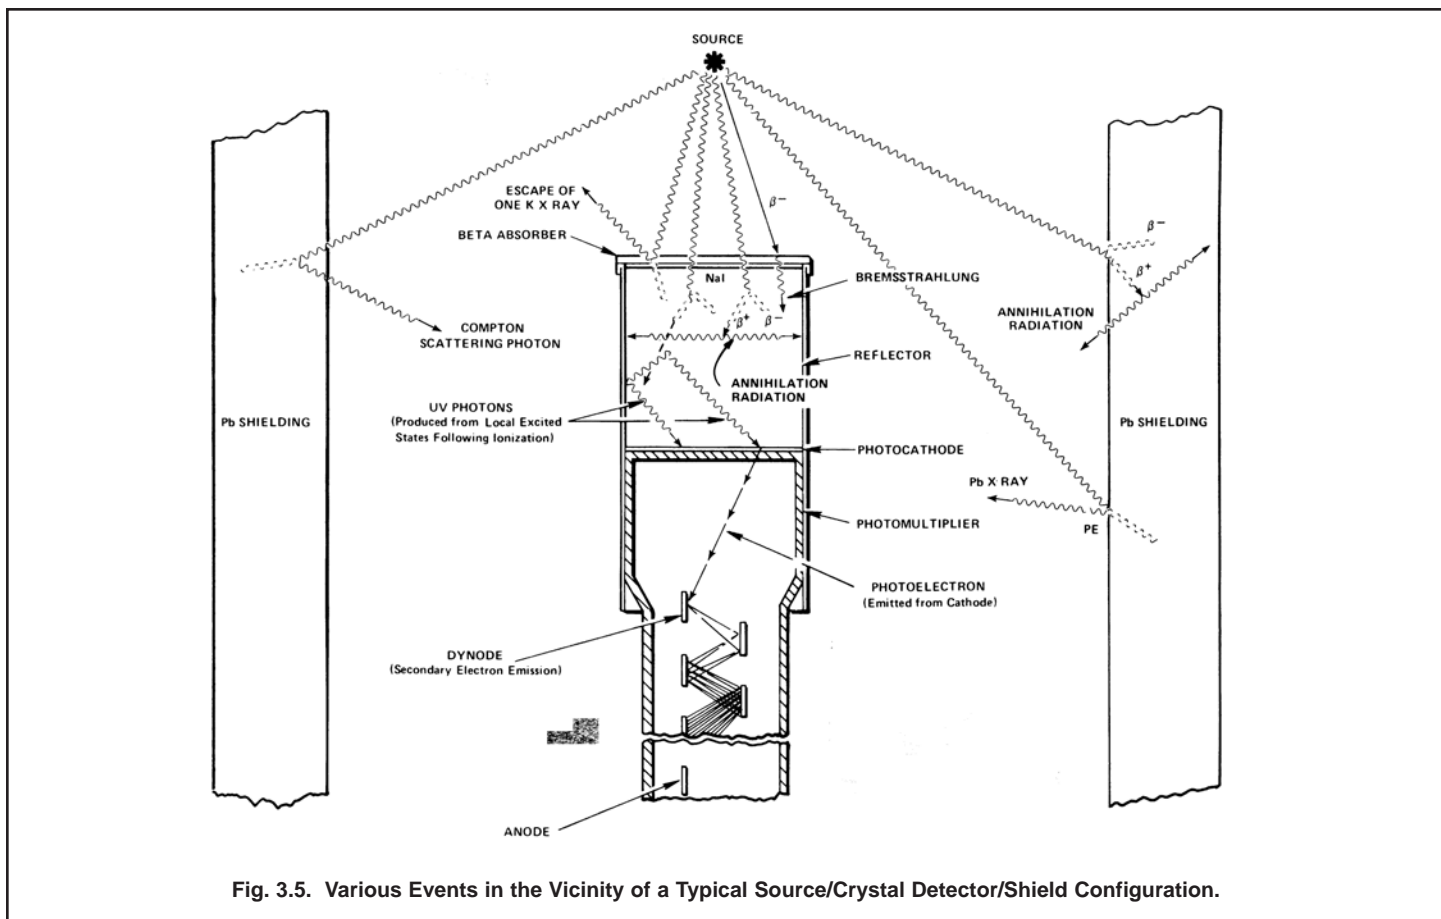 SOURCE
ESCAPE OF
ONE K X RAY
β−
β−
BETA ABSORBER
β+
NaI
BREMSSTRAHLUNG
ANNIHILATION
RADIATION
COMPTON
SCATTERING PHOTON
β+
β−
REFLECTOR
ANNIHILATION
RADIATION
UV PHOTONS
(Produced from Local Excited
States Following Ionization)
Pb SHIELDING
Pb SHIELDING
PHOTOCATHODE
Pb X RAY
PHOTOMULTIPLIER
PE
PHOTOELECTRON
(Emitted from Cathode)
DYNODE
(Secondary Electron Emission)
ANODE
Fig. 3.5. Various Events in the Vicinity of a Typical Source/Crystal Detector/Shield Configuration.